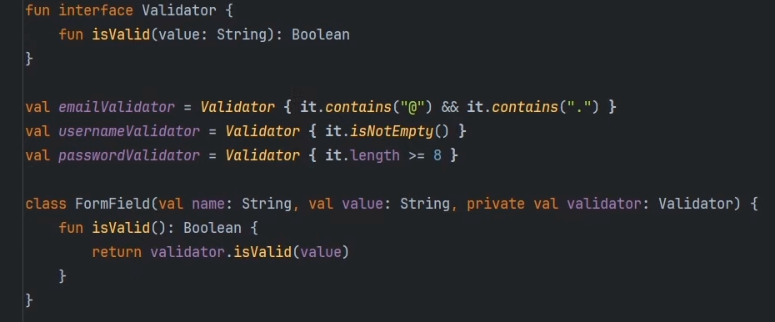 fun interface Validator {
    fun isValid(value: String): Boolean
}
val emailValidator = Validator { it.contains("@") && it.contains(".") }
val usernameValidator = Validator { it.isNotEmpty() }
val passwordValidator = Validator { it.length >= 8 }
class FormField(val name: String, val value: String, private val validator: Validator) {
    fun isValid(): Boolean {
        return validator.isValid(value)
    }
}